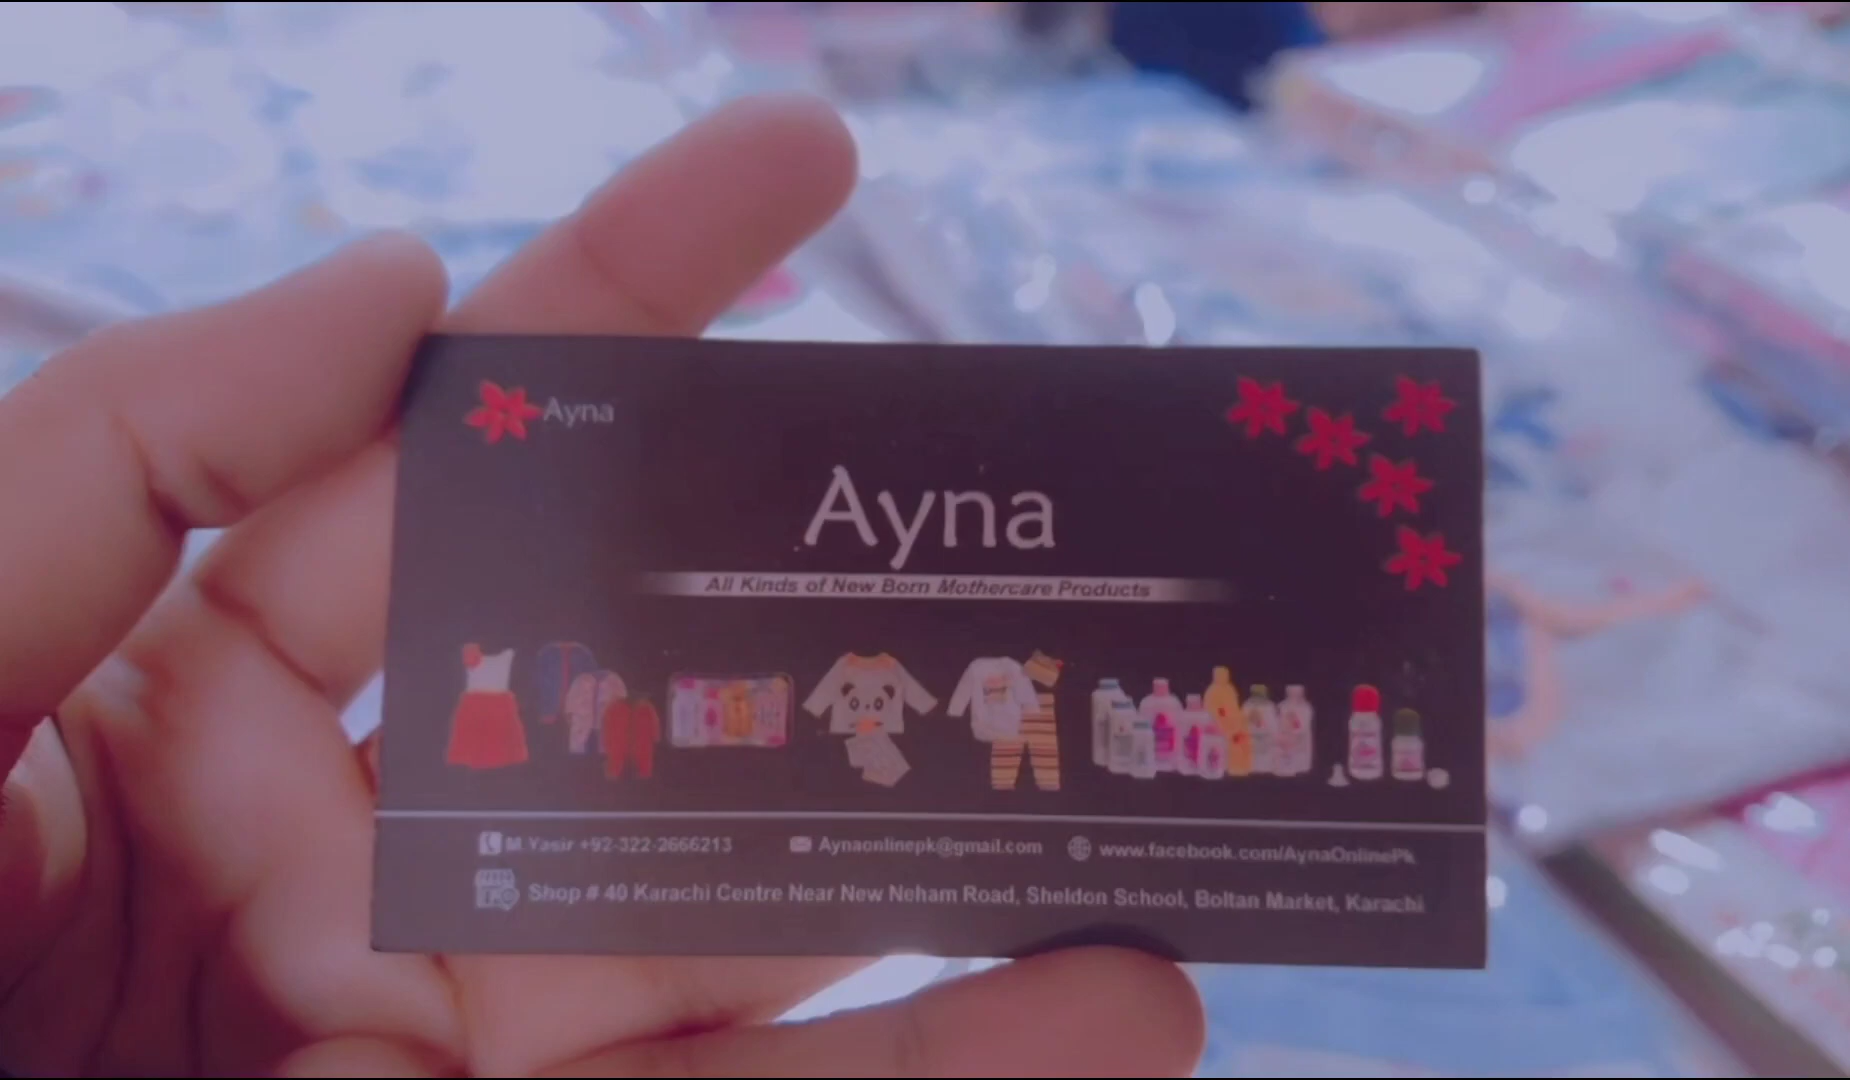 Ayna
Ayna
All Kinds of New Born Mothercare Products
M Yasir +92-322-2666213
Aynaonlinepk@gmail.com
www.facebook.com/AynaOnlinePk
Shop # 40 Karachi Centre Near New Neham Road, Sheldon School, Boltan Market, Karachi